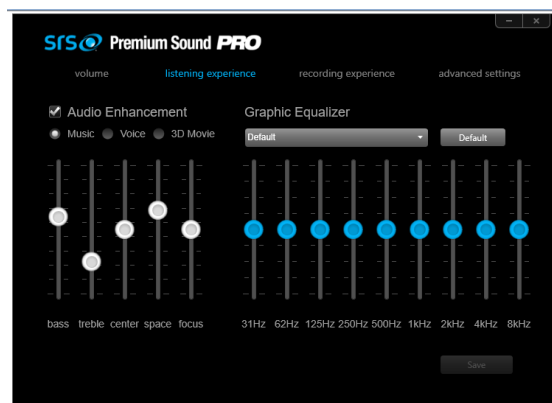 SRS Premium Sound PRO
volume listening experience recording experience advanced settings
Audio Enhancement
Music Voice 3D Movie
bass treble center space focus
Graphic Equalizer
Default Default
31Hz 62Hz 125Hz 250Hz 500Hz 1kHz 2kHz 4kHz 8kHz
Save